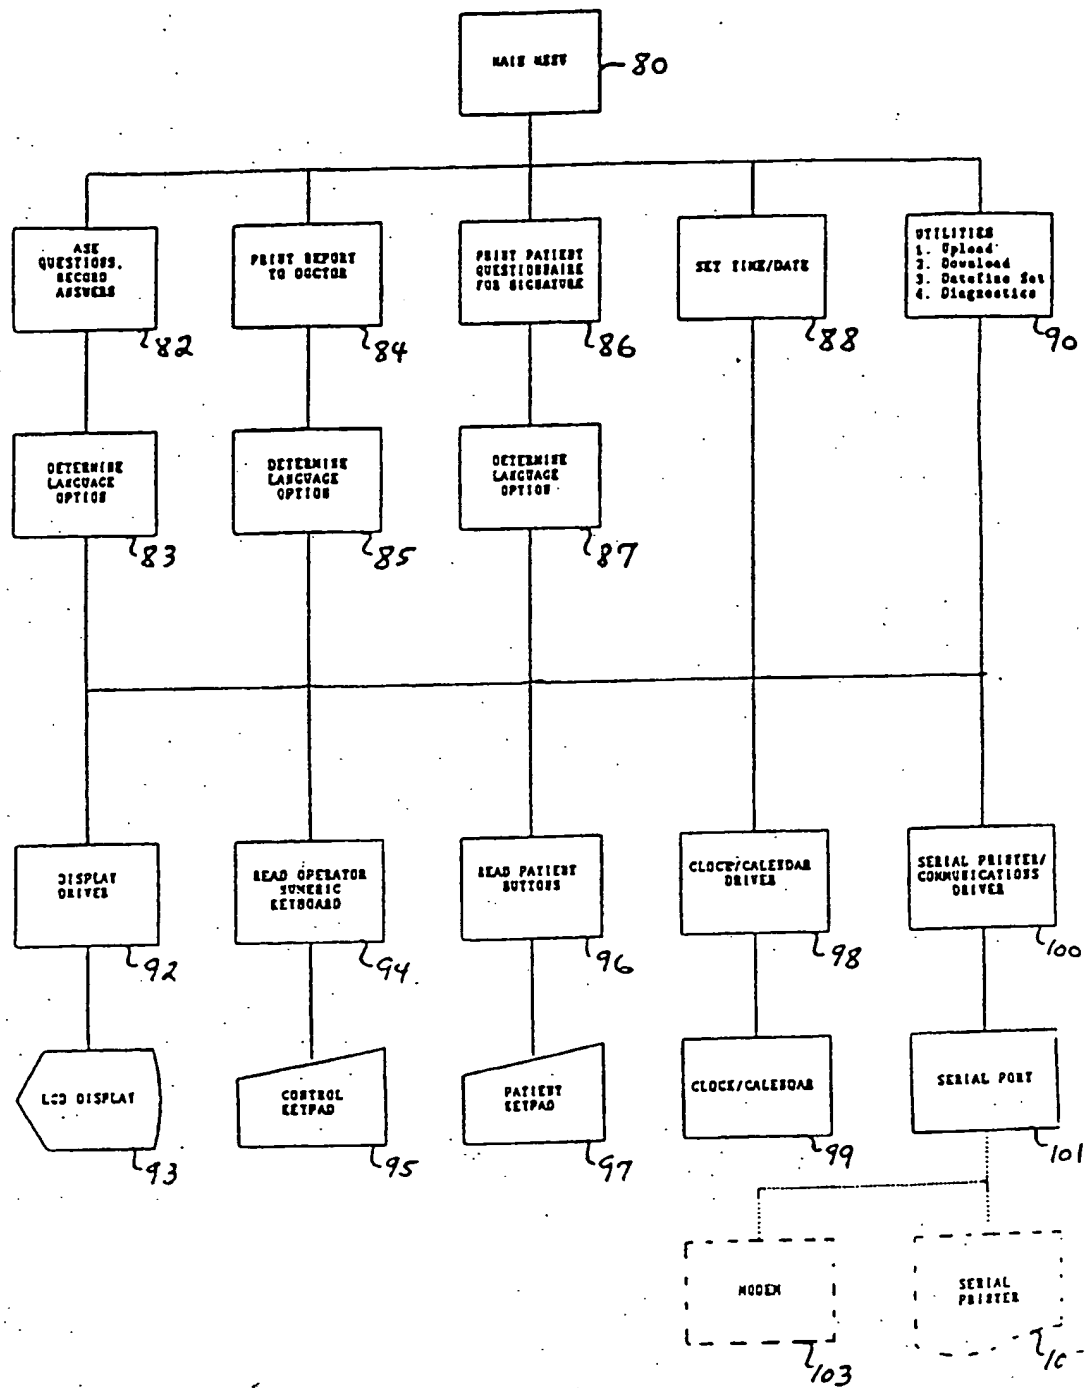 MAIN MENU
80
ASK
QUESTIONS,
RECORD
ANSWERS
82
PRINT REPORT
TO DOCTOR
84
PRINT PATIENT
QUESTIONNAIRE
FOR SIGNATURE
86
SET TIME/DATE
88
UTILITIES
1. Upload
2. Download
3. Date/Time Set
4. Diagnostics
90
DETERMINE
LANGUAGE
OPTION
83
DETERMINE
LANGUAGE
OPTION
85
DETERMINE
LANGUAGE
OPTION
87
DISPLAY
DRIVER
92
READ OPERATOR
NUMERIC
KEYBOARD
94
READ PATIENT
BUTTONS
96
CLOCK/CALENDAR
DRIVER
98
SERIAL PRINTER/
COMMUNICATIONS
DRIVER
100
LCD DISPLAY
93
CONTROL
KEYPAD
95
PATIENT
KEYPAD
97
CLOCK/CALENDAR
99
SERIAL PORT
101
MODEM
103
SERIAL
PRINTER